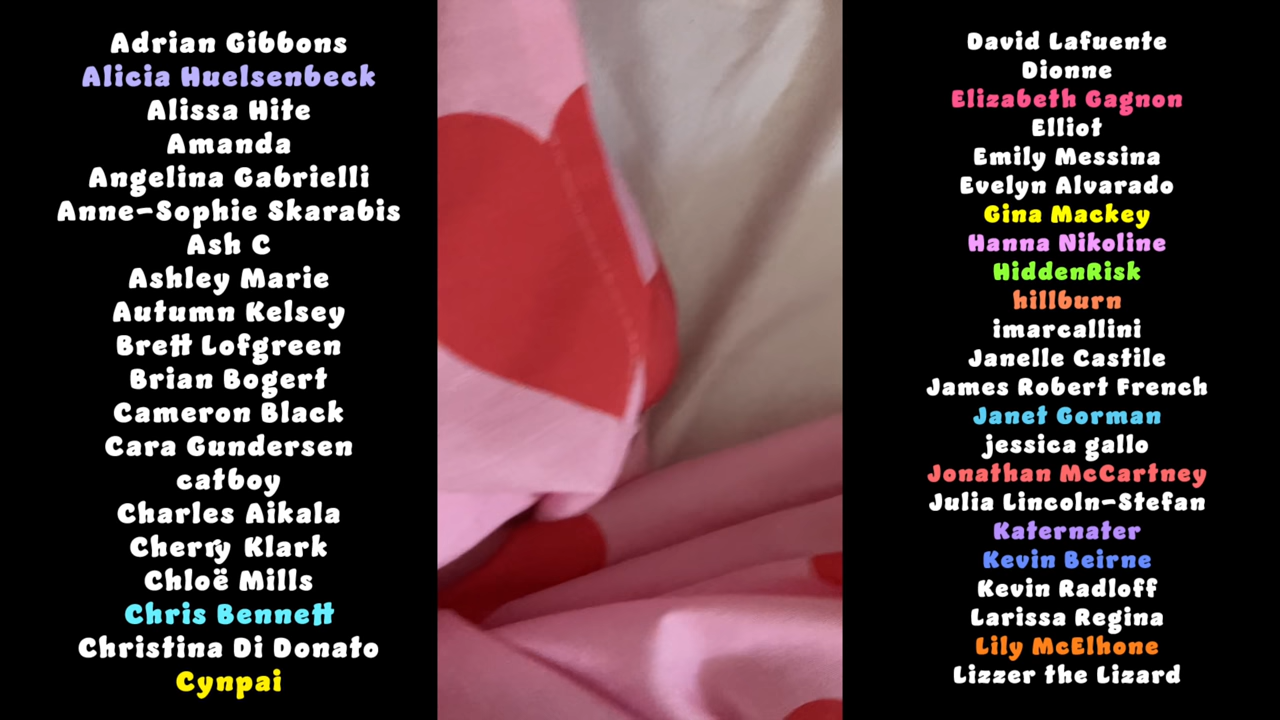 Adrian Gibbons
Alicia Huelsenbeck
Alissa Hite
Amanda
Angelina Gabrielli
Anne-Sophie Skarabis
Ash C
Ashley Marie
Autumn Kelsey
Brett Lofgreen
Brian Bogert
Cameron Black
Cara Gundersen
catboy
Charles Aikala
Cherry Klark
Chloë Mills
Chris Bennett
Christina Di Donato
Cynpai
David Lafuente
Dionne
Elizabeth Gagnon
Elliot
Emily Messina
Evelyn Alvarado
Gina Mackey
Hanna Nikoline
HiddenRisk
hillburn
imarcallini
Janelle Castile
James Robert French
Janet Gorman
jessica gallo
Jonathan McCartney
Julia Lincoln-Stefan
Katernater
Kevin Beirne
Kevin Radloff
Larissa Regina
Lily McElhone
Lizzer the Lizard